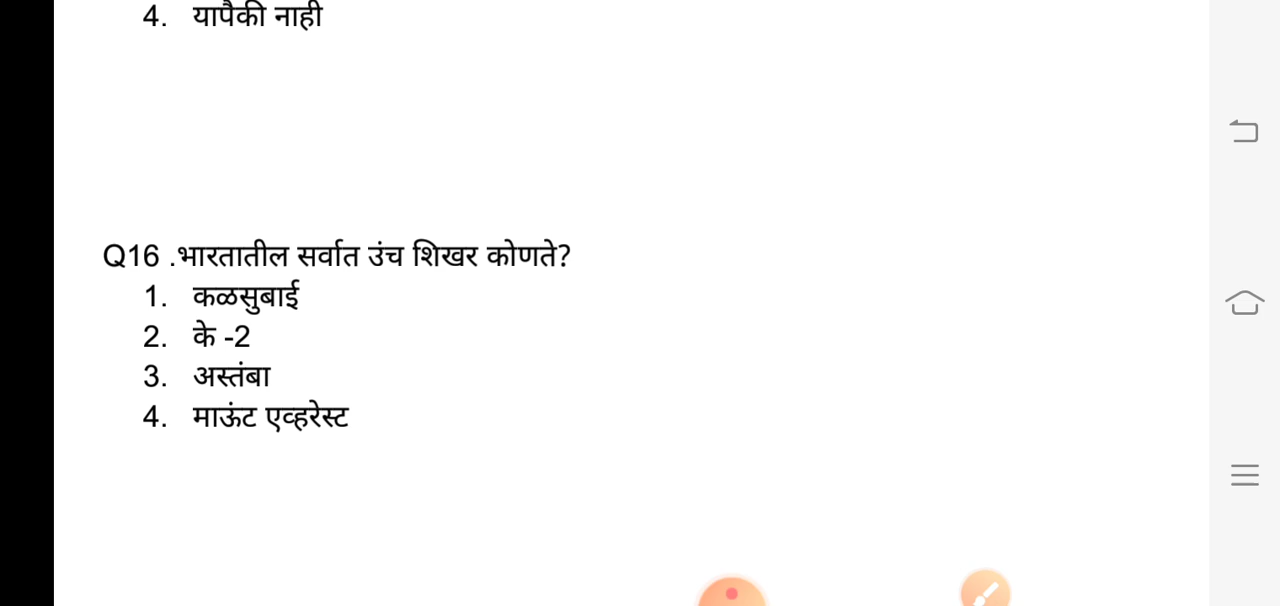 4. यापैकी नाही
Q16 .भारतातील सर्वात उंच शिखर कोणते?
1. कळसुबाई
2. के -2
3. अस्तंबा
4. माऊंट एव्हरेस्ट